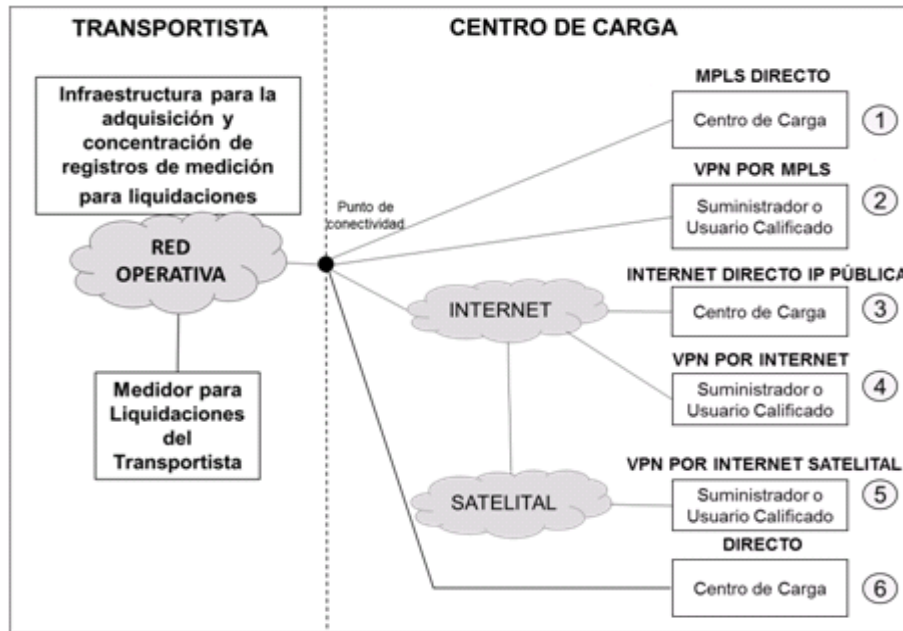 TRANSPORTISTA
Infraestructura para la
adquisición y
concentración de
registros de medición
para liquidaciones
RED
OPERATIVA
Medidor para
Liquidaciones
del
Transportista
Punto de
conectividad
CENTRO DE CARGA
MPLS DIRECTO
Centro de Carga
1
VPN POR MPLS
Suministrador o
Usuario Calificado
2
INTERNET
INTERNET DIRECTO IP PÚBLICA
Centro de Carga
3
VPN POR INTERNET
Suministrador o
Usuario Calificado
4
SATELITAL
VPN POR INTERNET SATELITAL
Suministrador o
Usuario Calificado
5
DIRECTO
Centro de Carga
6